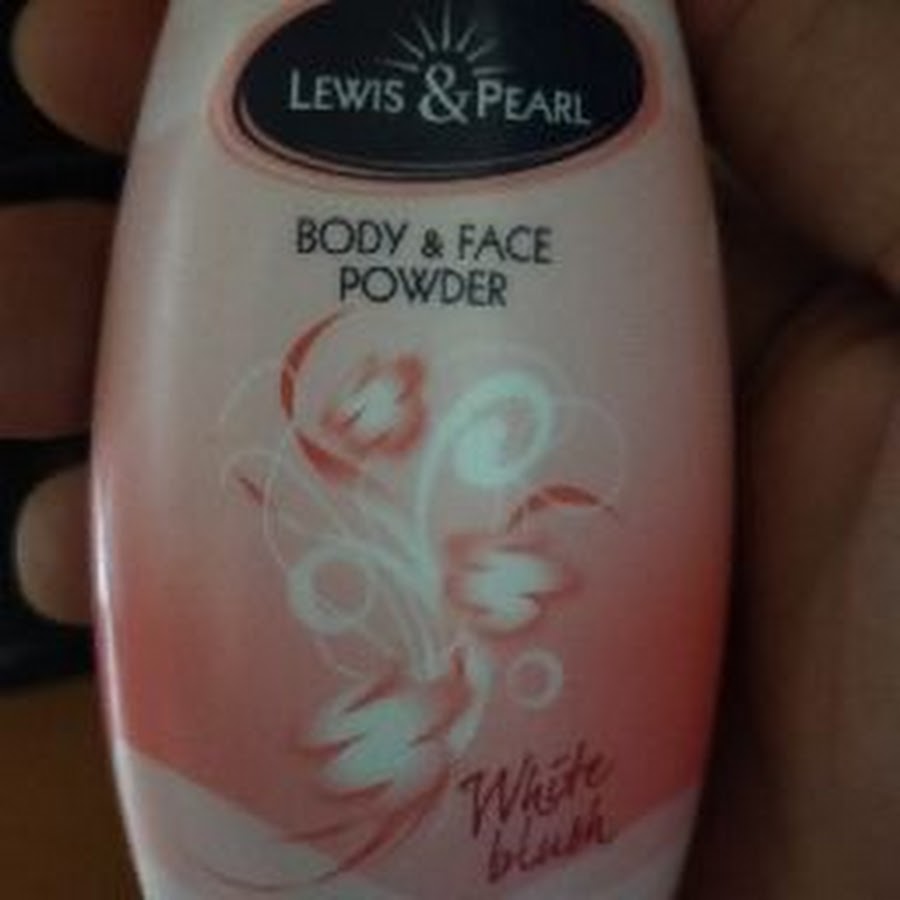 LEWIS & PEARL
BODY & FACE
POWDER
White
blush